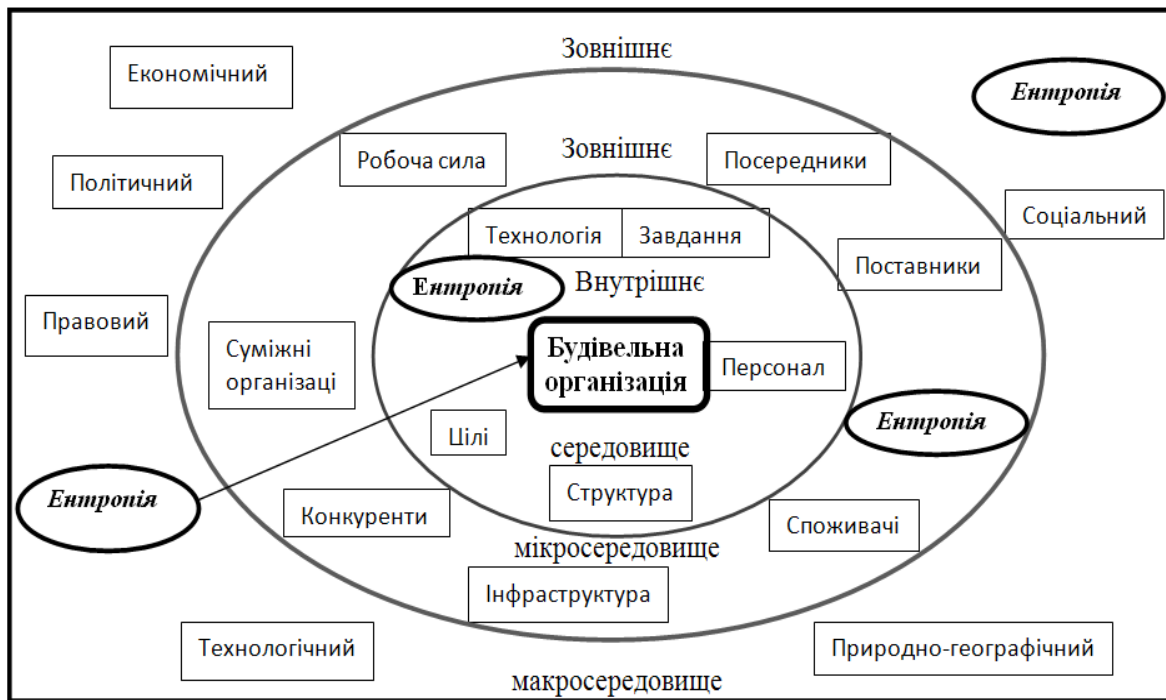 Зовнішнє
Економічний
Ентропія
Робоча сила
Зовнішнє
Посередники
Політичний
Соціальний
Технологія
Завдання
Поставники
Ентропія
Внутрішнє
Правовий
Суміжні
організаці
Будівельна
організація
Персонал
Ентропія
Цілі
середовище
Ентропія
Структура
Конкуренти
Споживачі
мікросередовище
Інфраструктура
Технологічний
Природно-географічний
макросередовище